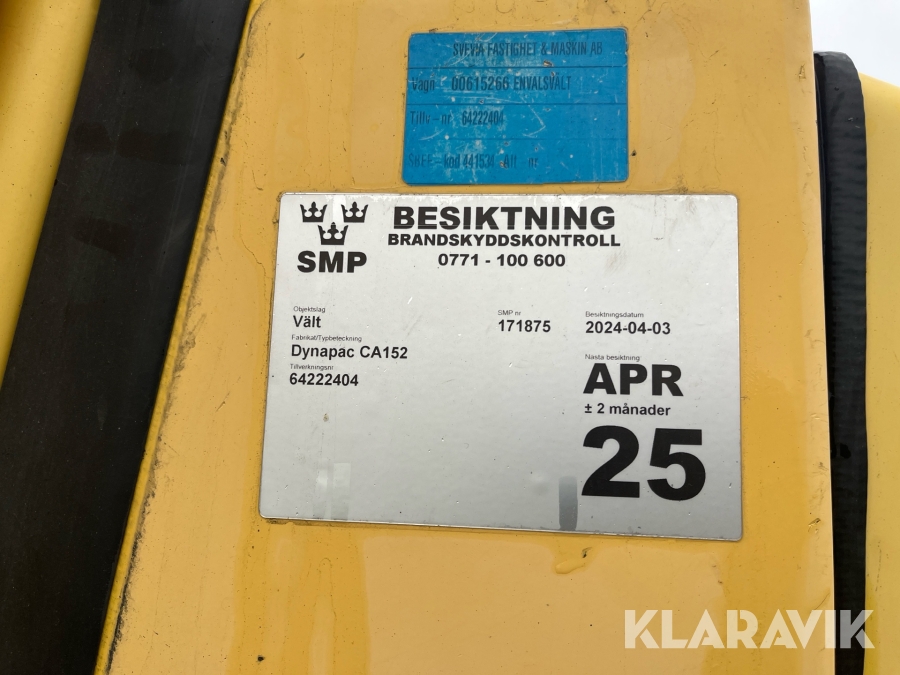 SVEVIA FASTIGHET & MASKIN AB
Vagn - 00615266 ENVALSVÄLT
Tillv - nr 64222404
SMP
BESIKTNING
BRANDSKYDDSKONTROLL
0771 - 100 600
Objektslag
Vält
SMP nr
171875
Besiktningsdatum
2024-04-03
Fabrikat/Typbeteckning
Dynapac CA152
Tillverkningsnr
64222404
Nästa besiktning
APR
± 2 månader
25
KLARAVIK